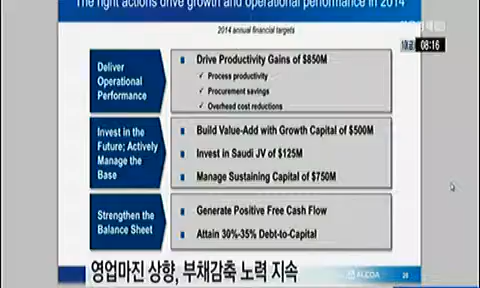 The right actions drive growth and operational performance in 2014
08:16
2014 annual financial targets
Deliver
Operational
Performance
Drive Productivity Gains of $850M
✓ Process productivity
✓ Procurement savings
✓ Overhead cost reductions
Invest in the
Future; Actively
Manage the
Base
Build Value-Add with Growth Capital of $500M
Invest in Saudi JV of $125M
Manage Sustaining Capital of $750M
Strengthen the
Balance Sheet
Generate Positive Free Cash Flow
Attain 30%-35% Debt-to-Capital
영업마진 상향, 부채감축 노력 지속
ALCOA